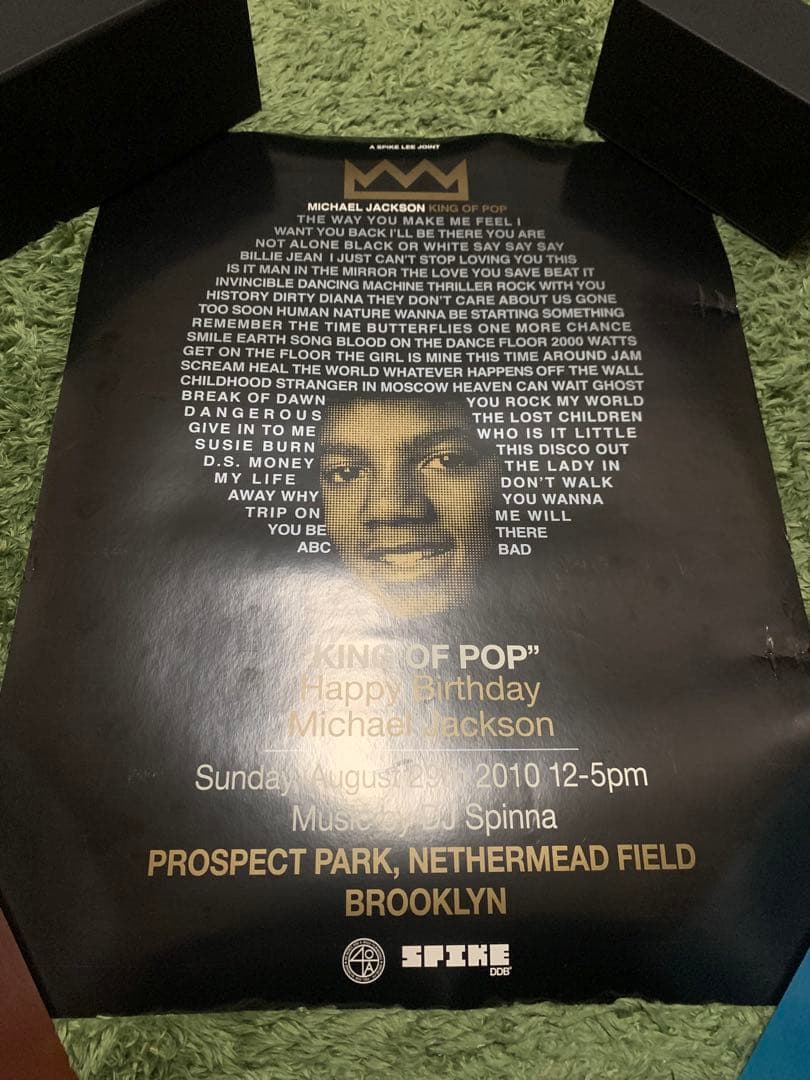 A SPIKE LEE JOINT
MICHAEL JACKSON KING OF POP
THE WAY YOU MAKE ME FEEL I
WANT YOU BACK I'LL BE THERE YOU ARE
NOT ALONE BLACK OR WHITE SAY SAY SAY
BILLIE JEAN I JUST CAN'T STOP LOVING YOU THIS
IS IT MAN IN THE MIRROR THE LOVE YOU SAVE BEAT IT
INVINCIBLE DANCING MACHINE THRILLER ROCK WITH YOU
HISTORY DIRTY DIANA THEY DON'T CARE ABOUT US GONE
TOO SOON HUMAN NATURE WANNA BE STARTING SOMETHING
REMEMBER THE TIME BUTTERFLIES ONE MORE CHANCE
SMILE EARTH SONG BLOOD ON THE DANCE FLOOR 2000 WATTS
GET ON THE FLOOR THE GIRL IS MINE THIS TIME AROUND JAM
SCREAM HEAL THE WORLD WHATEVER HAPPENS OFF THE WALL
CHILDHOOD STRANGER IN MOSCOW HEAVEN CAN WAIT GHOST
BREAK OF DAWN YOU ROCK MY WORLD
DANGEROUS THE LOST CHILDREN
GIVE IN TO ME WHO IS IT LITTLE
SUSIE BURN THIS DISCO OUT
D.S. MONEY THE LADY IN
MY LIFE DON'T WALK
AWAY WHY YOU WANNA
TRIP ON ME WILL
YOU BE THERE
ABC BAD
"KING OF POP"
Happy Birthday
Michael Jackson
Sunday, August 29th 2010 12-5pm
Music by DJ Spinna
PROSPECT PARK, NETHERMEAD FIELD
BROOKLYN
SPIKE
DDB